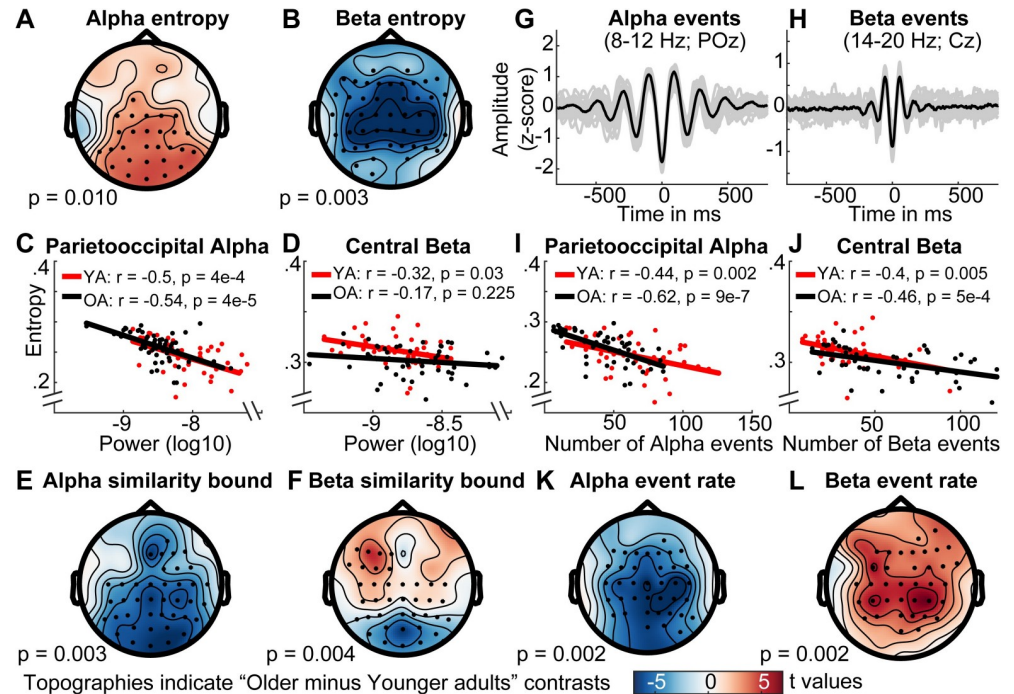 A Alpha entropy
p = 0.010
B Beta entropy
p = 0.003
G Alpha events
(8-12 Hz; POz)
Amplitude
(z-score)
2
1
0
-1
-2
-500 0 500
Time in ms
H Beta events
(14-20 Hz; Cz)
1
0
-1
-500 0 500
Time in ms
C Parietooccipital Alpha
YA: r = -0.5, p = 4e-4
OA: r = -0.54, p = 4e-5
Entropy
.4
.2
-9 -8
Power (log10)
D Central Beta
YA: r = -0.32, p = 0.03
OA: r = -0.17, p = 0.225
.4
.3
-9 -8.5
Power (log10)
I Parietooccipital Alpha
YA: r = -0.44, p = 0.002
OA: r = -0.62, p = 9e-7
.4
.3
.2
50 100 150
Number of Alpha events
J Central Beta
YA: r = -0.4, p = 0.005
OA: r = -0.46, p = 5e-4
.4
.3
50 100
Number of Beta events
E Alpha similarity bound
p = 0.003
F Beta similarity bound
p = 0.004
K Alpha event rate
p = 0.002
L Beta event rate
p = 0.002
Topographies indicate “Older minus Younger adults” contrasts
-5 0 5 t values